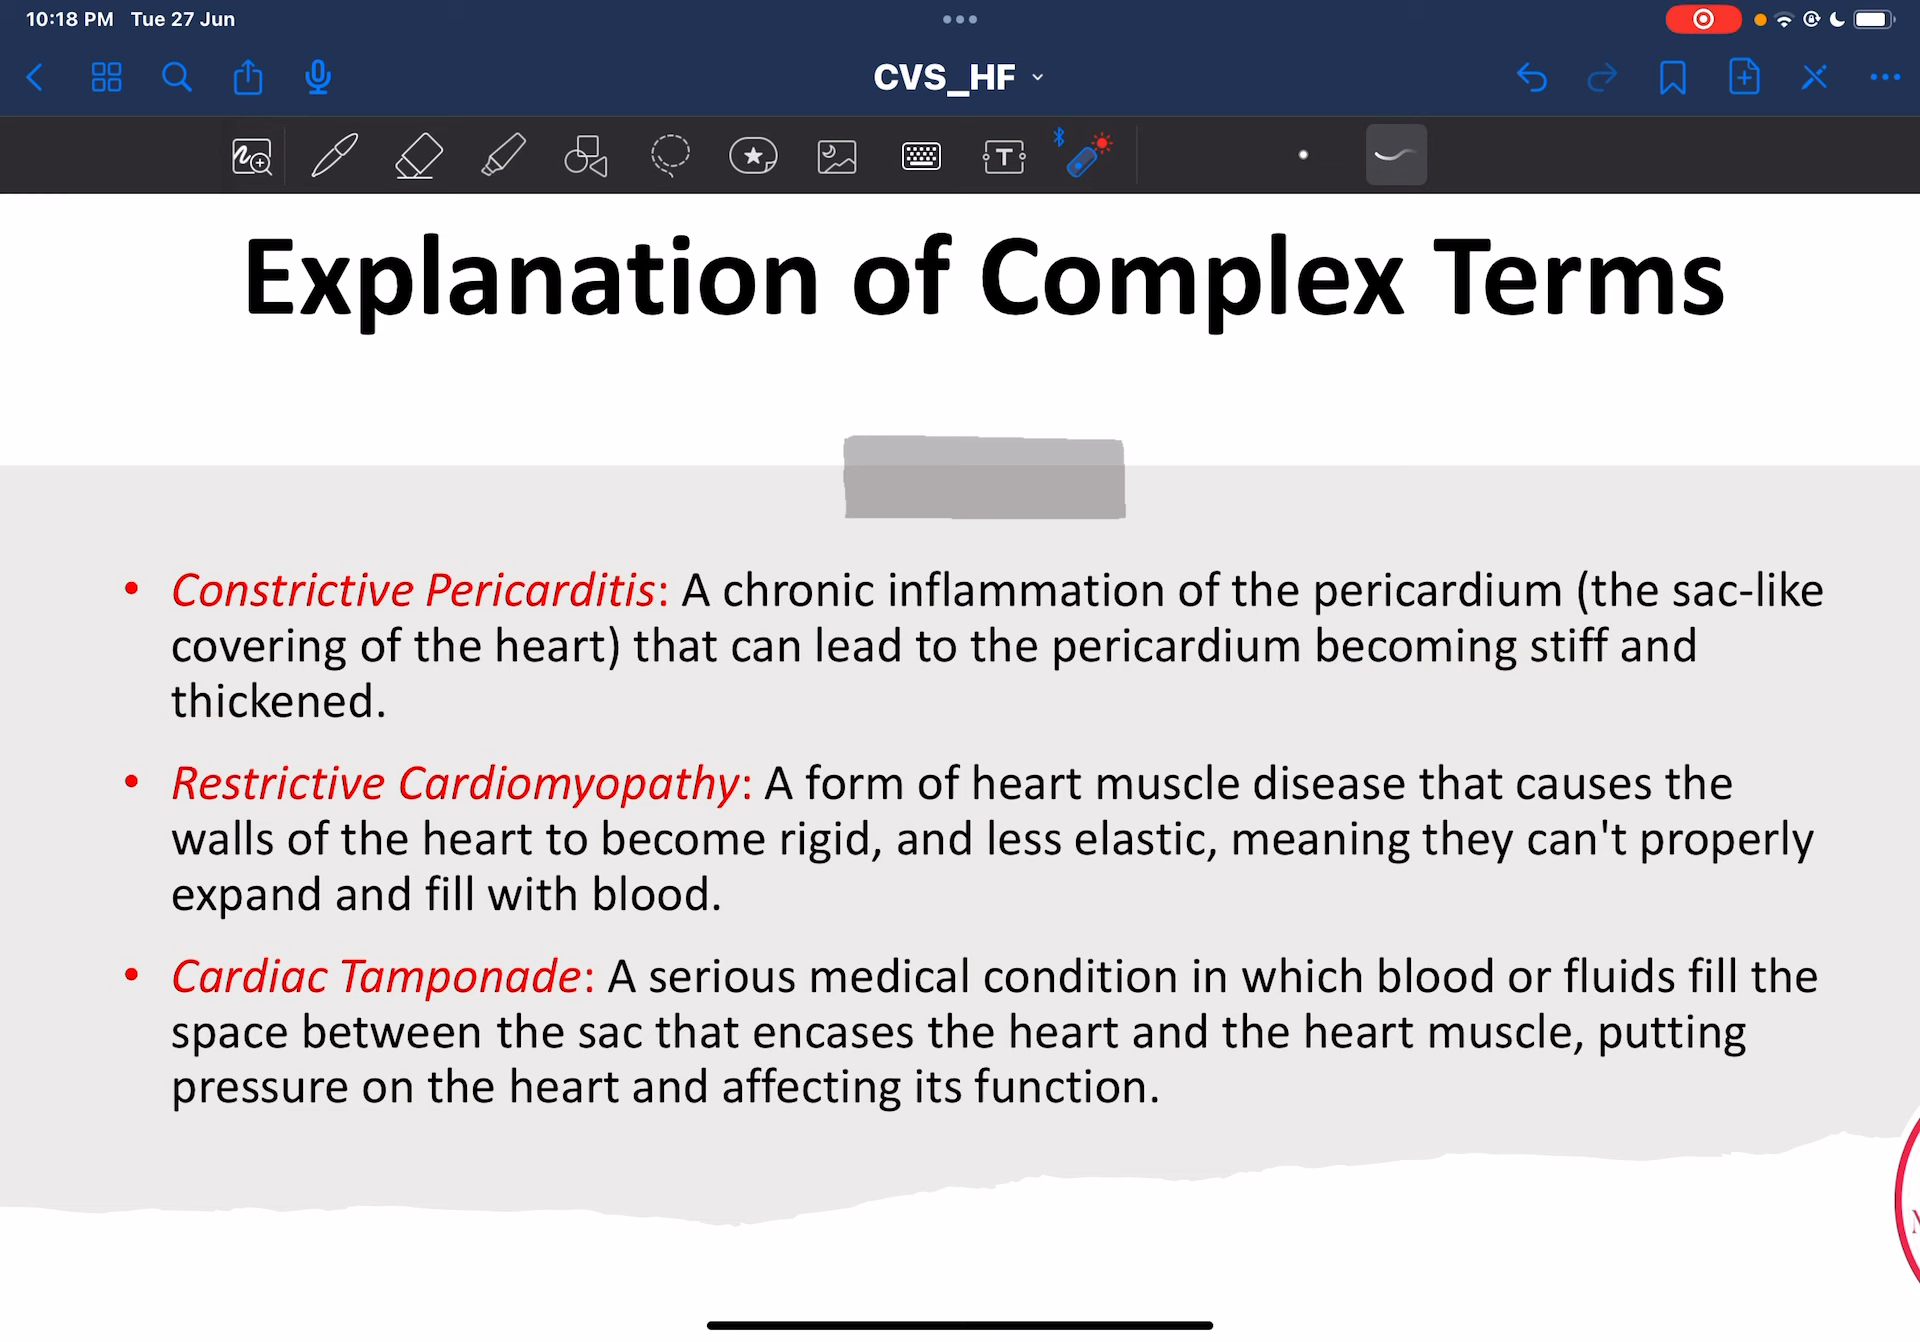 10:18 PM Tue 27 Jun
CVS_HF
T
Explanation of Complex Terms
• Constrictive Pericarditis: A chronic inflammation of the pericardium (the sac-like
covering of the heart) that can lead to the pericardium becoming stiff and
thickened.
• Restrictive Cardiomyopathy: A form of heart muscle disease that causes the
walls of the heart to become rigid, and less elastic, meaning they can't properly
expand and fill with blood.
• Cardiac Tamponade: A serious medical condition in which blood or fluids fill the
space between the sac that encases the heart and the heart muscle, putting
pressure on the heart and affecting its function.